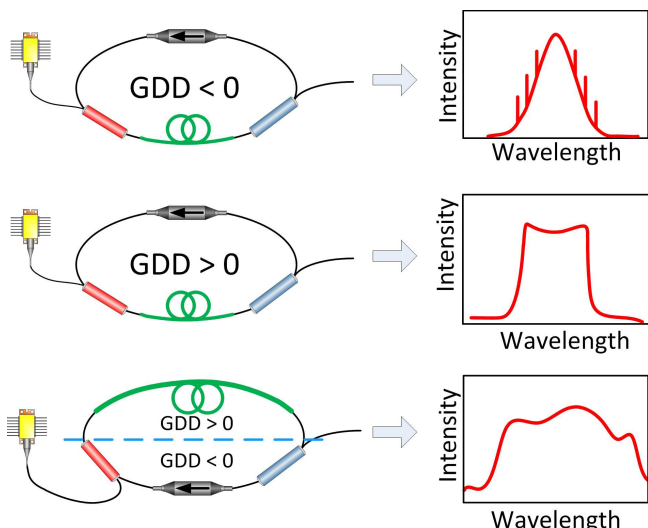 GDD < 0
Intensity
Wavelength
GDD > 0
Intensity
Wavelength
GDD > 0
GDD < 0
Intensity
Wavelength